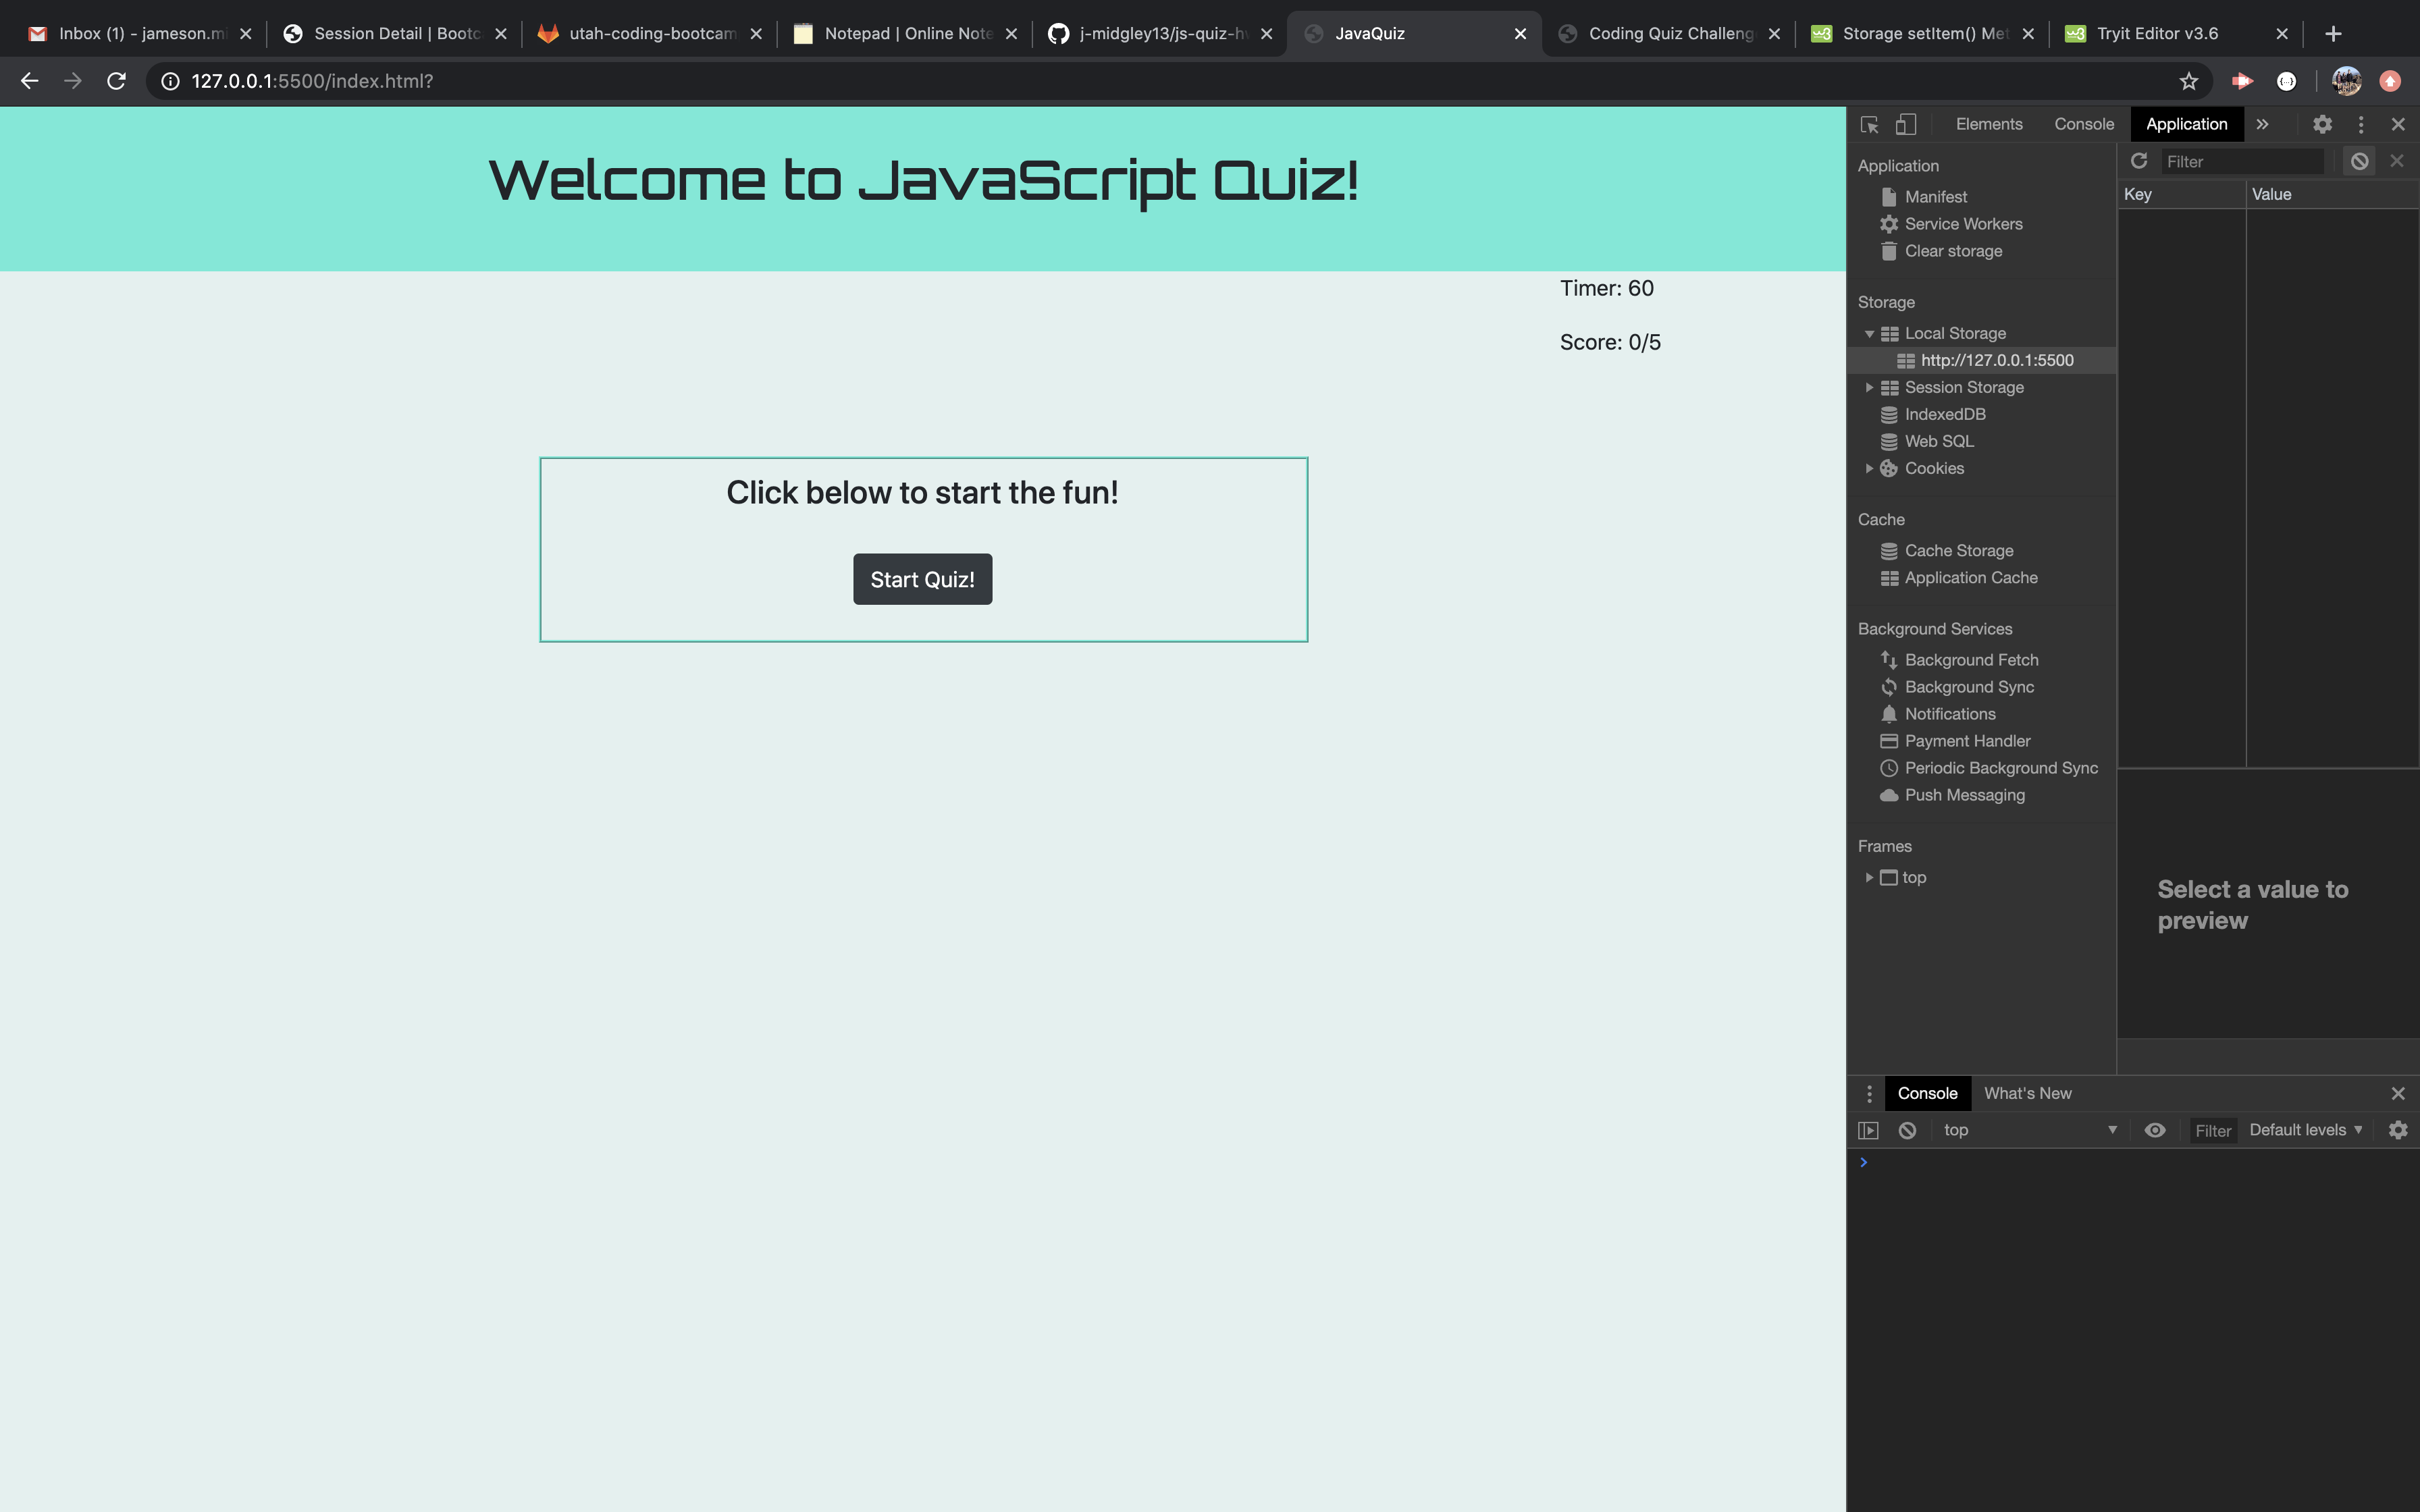 Inbox (1) - jameson.mi
Session Detail | Bootc
utah-coding-bootcam
Notepad | Online Note
j-midgley13/js-quiz-h
JavaQuiz
Coding Quiz Challeng
Storage setItem() Met
Tryit Editor v3.6
127.0.0.1:5500/index.html?
Welcome to JavaScript Quiz!
Timer: 60
Score: 0/5
Click below to start the fun!
Start Quiz!
Elements Console Application
Application
Manifest
Service Workers
Clear storage
Storage
Local Storage
http://127.0.0.1:5500
Session Storage
IndexedDB
Web SQL
Cookies
Cache
Cache Storage
Application Cache
Background Services
Background Fetch
Background Sync
Notifications
Payment Handler
Periodic Background Sync
Push Messaging
Frames
top
Filter
Key Value
Select a value to
preview
Console What's New
top Filter Default levels